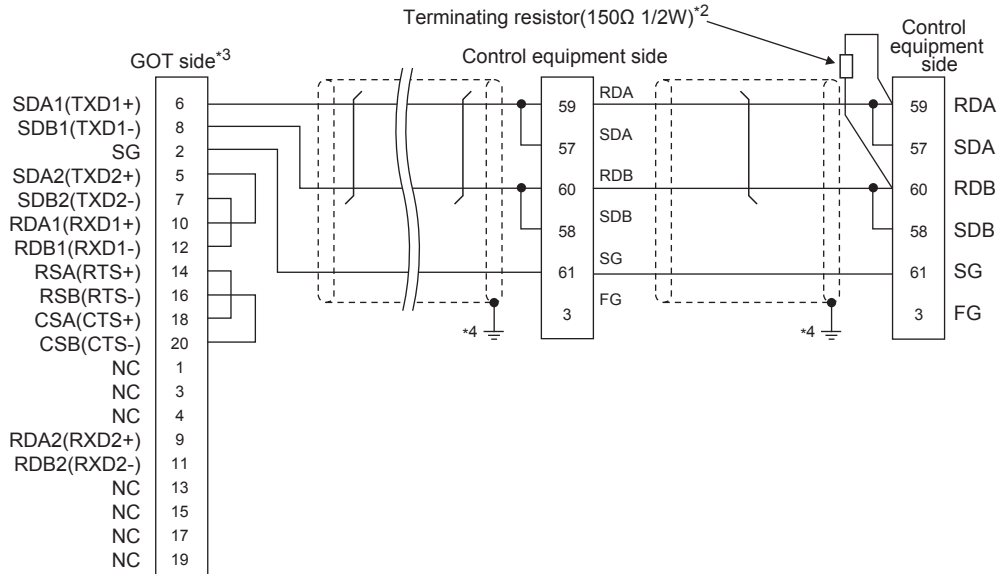 Terminating resistor(150Ω 1/2W)*2
GOT side*3
Control equipment side
Control
equipment
side
SDA1(TXD1+) 6
SDB1(TXD1-) 8
SG 2
SDA2(TXD2+) 5
SDB2(TXD2-) 7
RDA1(RXD1+) 10
RDB1(RXD1-) 12
RSA(RTS+) 14
RSB(RTS-) 16
CSA(CTS+) 18
CSB(CTS-) 20
NC 1
NC 3
NC 4
RDA2(RXD2+) 9
RDB2(RXD2-) 11
NC 13
NC 15
NC 17
NC 19
*4
59 RDA
57 SDA
60 RDB
58 SDB
61 SG
3 FG
*4
59 RDA
57 SDA
60 RDB
58 SDB
61 SG
3 FG